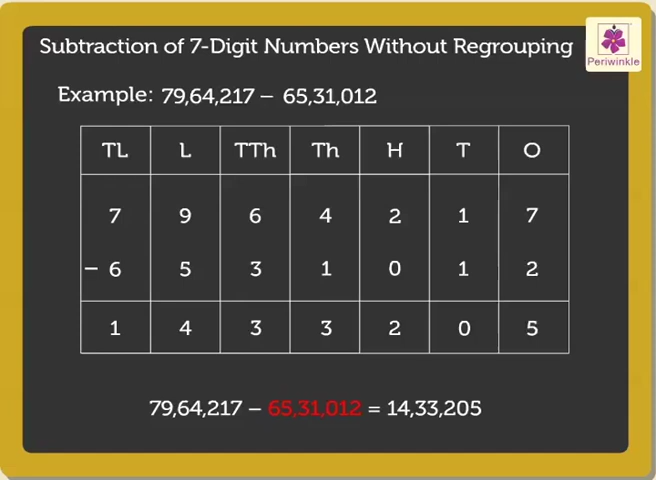 Subtraction of 7-Digit Numbers Without Regrouping
Periwinkle
Example: 79,64,217 – 65,31,012
TL L TTh Th H T O
7 9 6 4 2 1 7
– 6 5 3 1 0 1 2
1 4 3 3 2 0 5
79,64,217 – 65,31,012 = 14,33,205